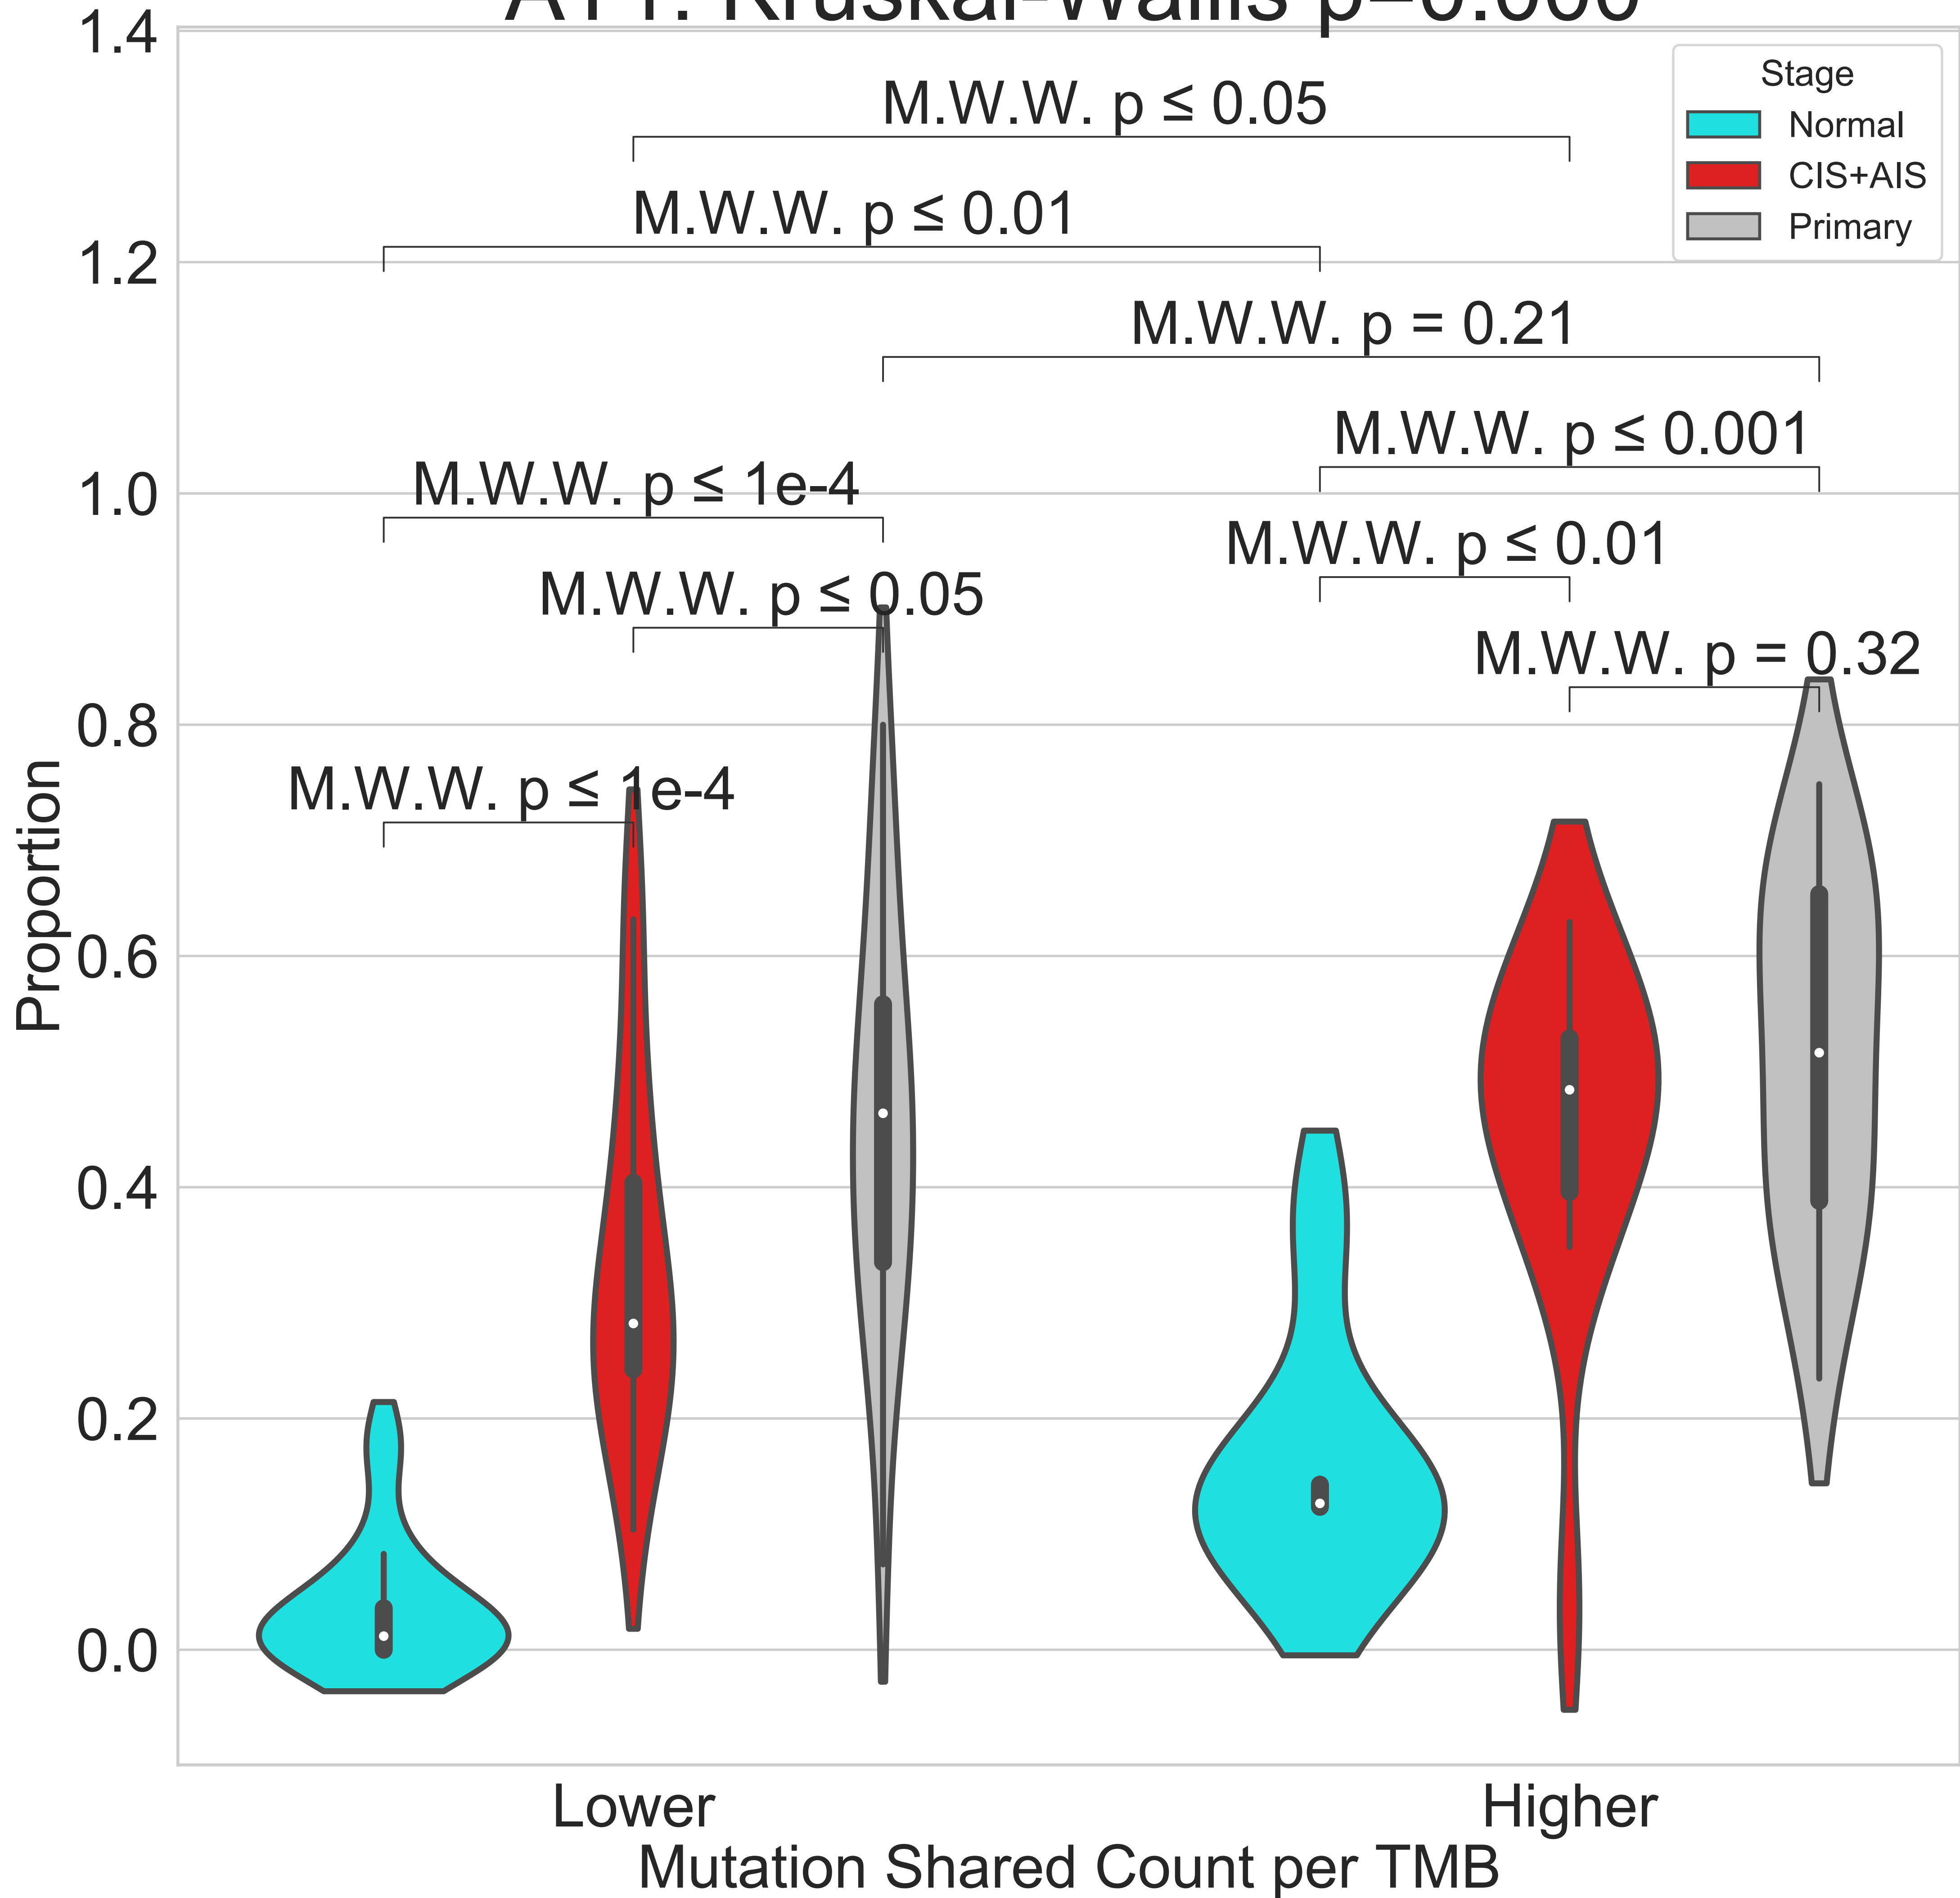 Kruskal-Wallis
1.4
1.2
1.0
0.8
0.6
0.4
0.2
0.0
Proportion
Stage
Normal
CIS+AIS
Primary
M.W.W. p ≤ 0.05
M.W.W. p ≤ 0.01
M.W.W. p = 0.21
M.W.W. p ≤ 0.001
M.W.W. p ≤ 1e-4
M.W.W. p ≤ 0.01
M.W.W. p ≤ 0.05
M.W.W. p = 0.32
M.W.W. p ≤ 1e-4
Lower
Higher
Mutation Shared Count per TMB